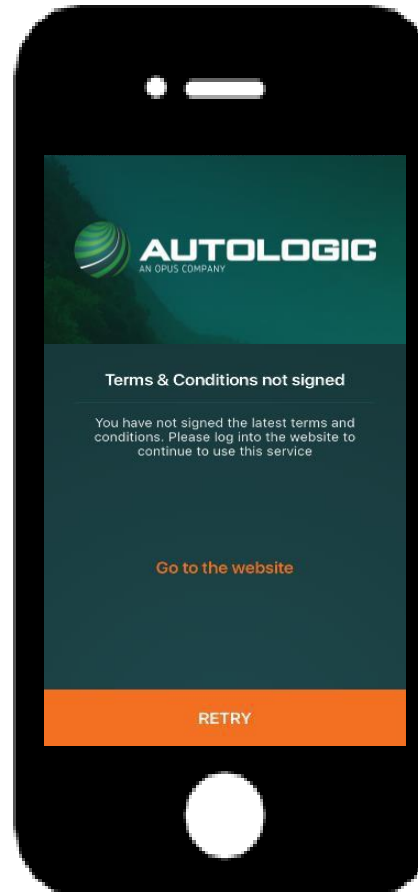 AUTOLOGIC
AN OPUS COMPANY
Terms & Conditions not signed
You have not signed the latest terms and
conditions. Please log into the website to
continue to use this service
Go to the website
RETRY